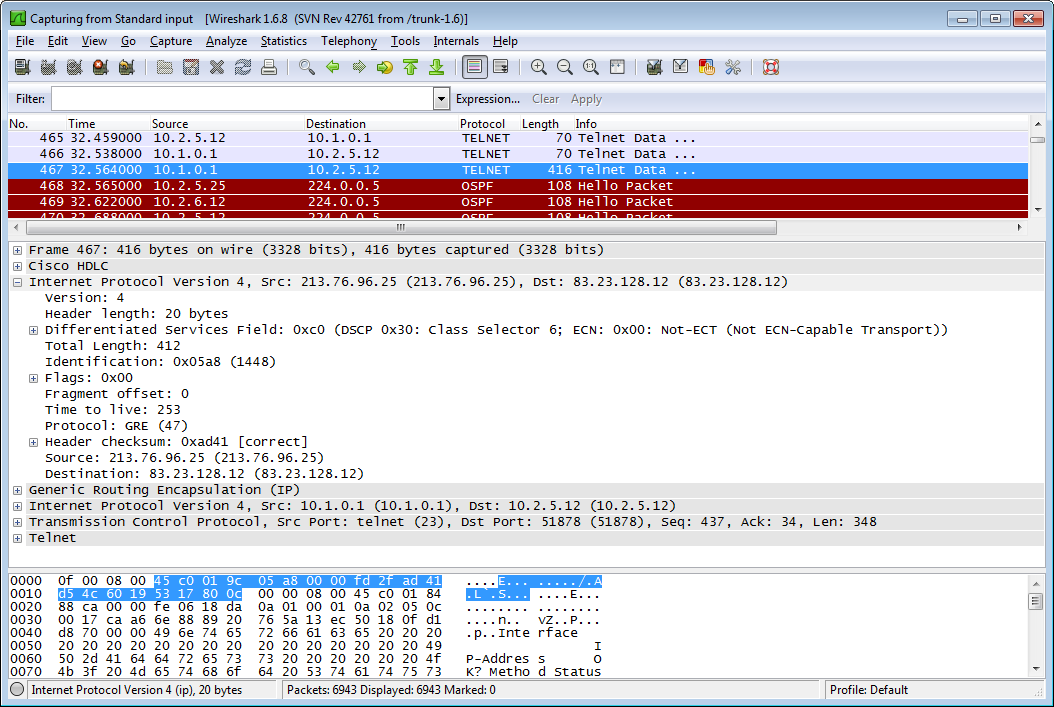 Capturing from Standard input [Wireshark 1.6.8 (SVN Rev 42761 from /trunk-1.6)]
File Edit View Go Capture Analyze Statistics Telephony Tools Internals Help
Filter: Expression... Clear Apply
No. Time Source Destination Protocol Length Info
465 32.459000 10.2.5.12 10.1.0.1 TELNET 70 Telnet Data ...
466 32.538000 10.1.0.1 10.2.5.12 TELNET 70 Telnet Data ...
467 32.564000 10.1.0.1 10.2.5.12 TELNET 416 Telnet Data ...
468 32.565000 10.2.5.25 224.0.0.5 OSPF 108 Hello Packet
469 32.622000 10.2.6.12 224.0.0.5 OSPF 108 Hello Packet
470 32.688000 10.2.5.12 224.0.0.5 OSPF 108 Hello Packet
Frame 467: 416 bytes on wire (3328 bits), 416 bytes captured (3328 bits)
Cisco HDLC
Internet Protocol Version 4, Src: 213.76.96.25 (213.76.96.25), Dst: 83.23.128.12 (83.23.128.12)
Version: 4
Header length: 20 bytes
Differentiated Services Field: 0xc0 (DSCP 0x30: Class Selector 6; ECN: 0x00: Not-ECT (Not ECN-Capable Transport))
Total Length: 412
Identification: 0x05a8 (1448)
Flags: 0x00
Fragment offset: 0
Time to live: 253
Protocol: GRE (47)
Header checksum: 0xad41 [correct]
Source: 213.76.96.25 (213.76.96.25)
Destination: 83.23.128.12 (83.23.128.12)
Generic Routing Encapsulation (IP)
Internet Protocol Version 4, Src: 10.1.0.1 (10.1.0.1), Dst: 10.2.5.12 (10.2.5.12)
Transmission Control Protocol, Src Port: telnet (23), Dst Port: 51878 (51878), Seq: 437, Ack: 34, Len: 348
Telnet
0000 0f 00 08 00 45 c0 01 9c 05 a8 00 00 fd 2f ad 41 ....E... ...../.A
0010 d5 4c 60 19 53 17 80 0c 00 00 08 00 45 c0 01 84 .L`.S... ....E...
0020 88 ca 00 00 fe 06 18 da 0a 01 00 01 0a 02 05 0c ........ ........
0030 00 17 ca a6 6e 88 89 20 76 5a 13 ec 50 18 0f d1 ....n.. vZ..P...
0040 d8 70 00 00 49 6e 74 65 72 66 61 63 65 20 20 20 .p..Inte rface
0050 20 20 20 20 20 20 20 20 20 20 20 20 20 20 20 49 I
0060 50 2d 41 64 64 72 65 73 73 20 20 20 20 20 20 4f P-Addres s O
0070 4b 3f 20 4d 65 74 68 6f 64 20 53 74 61 74 75 73 K? Metho d Status
Internet Protocol Version 4 (ip), 20 bytes Packets: 6943 Displayed: 6943 Marked: 0 Profile: Default